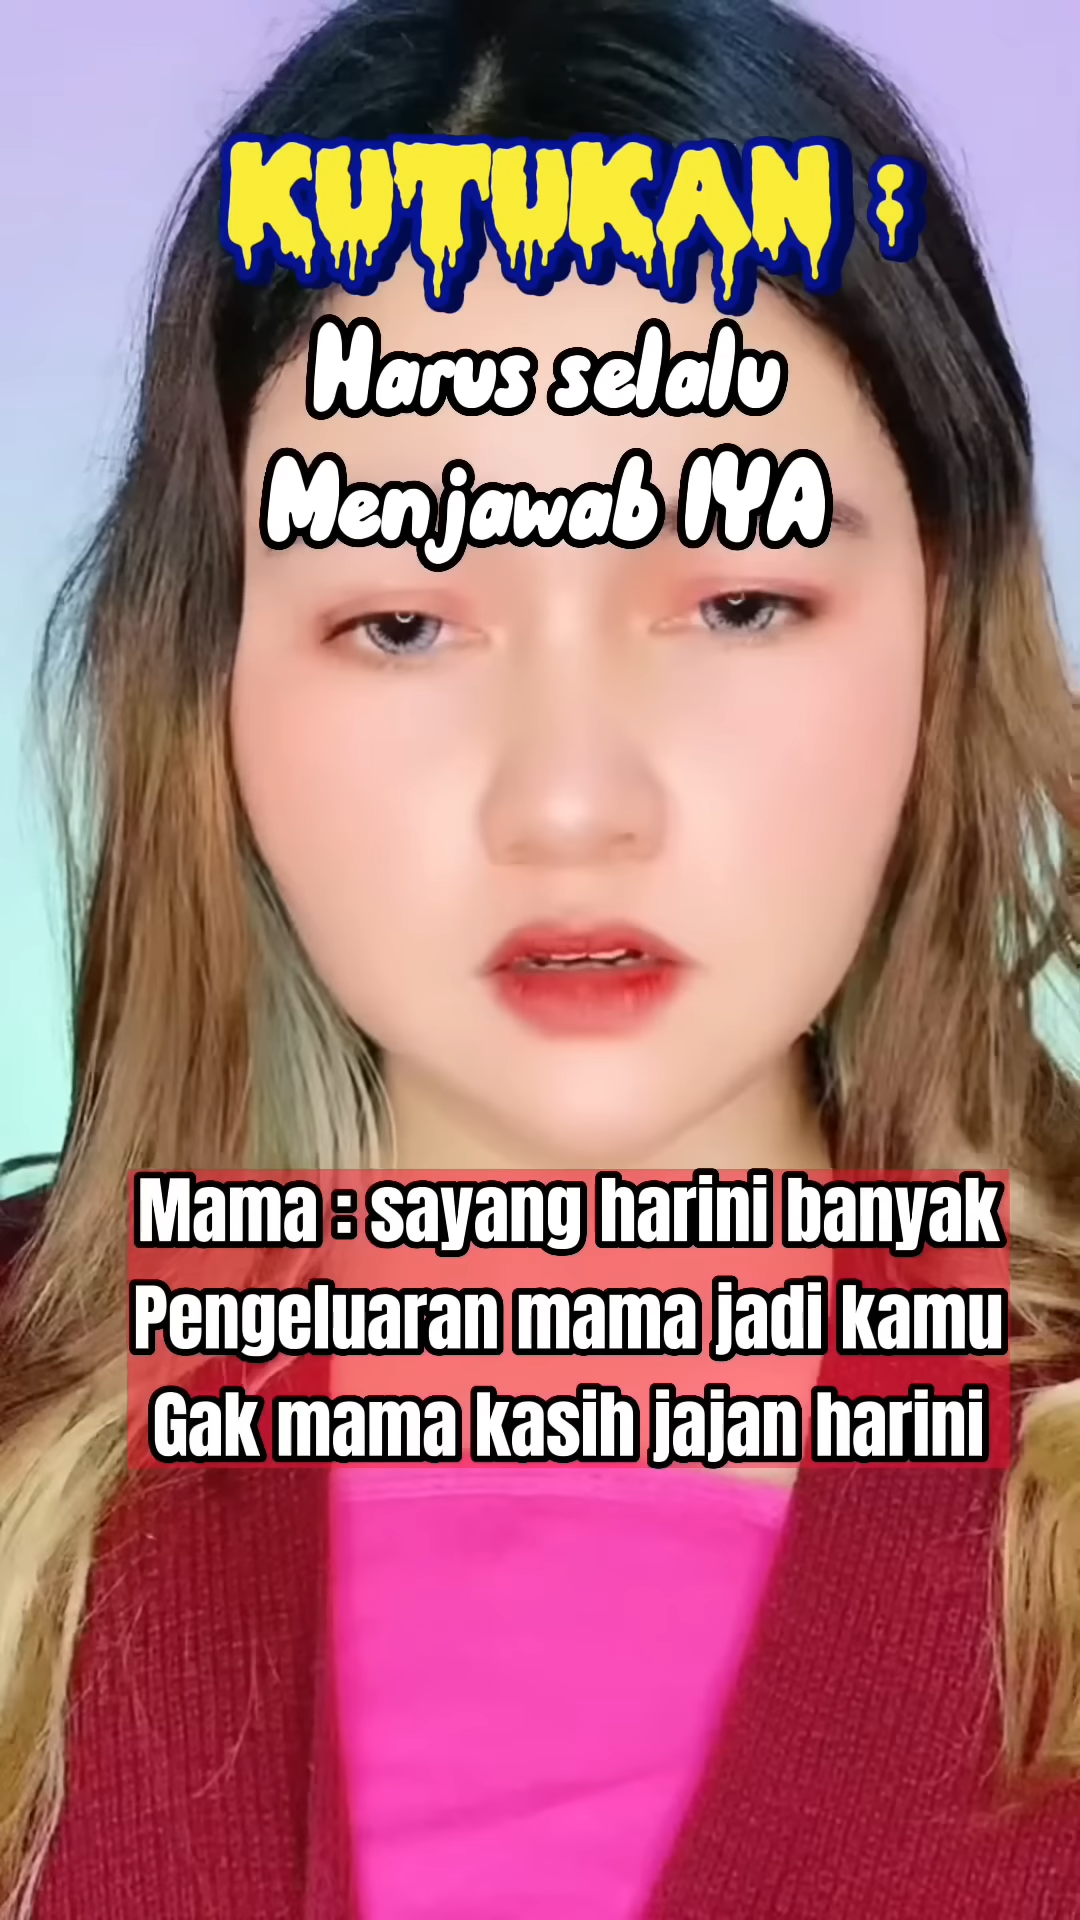 KUTUKAN :
Harus selalu
Menjawab IYA
Mama : sayang harini banyak
Pengeluaran mama jadi kamu
Gak mama kasih jajan harini